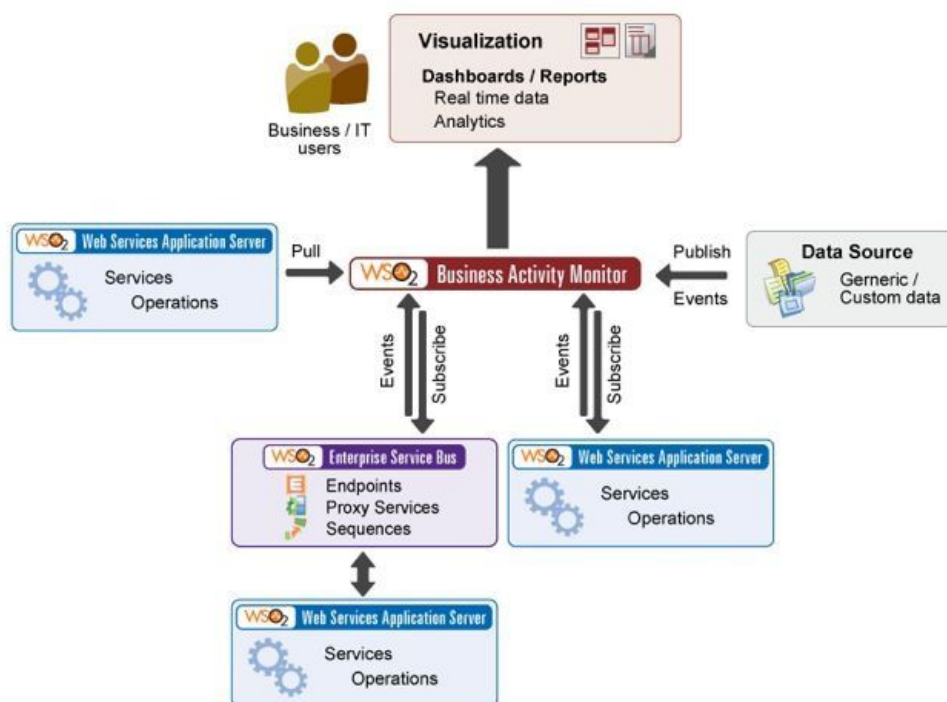 Visualization
Dashboards / Reports
Real time data
Analytics
Business / IT
users
WSO2 Web Services Application Server
Services
Operations
Pull
WSO2 Business Activity Monitor
Publish
Events
Data Source
Gerneric /
Custom data
Events
Subscribe
Events
Subscribe
WSO2 Enterprise Service Bus
Endpoints
Proxy Services
Sequences
WSO2 Web Services Application Server
Services
Operations
WSO2 Web Services Application Server
Services
Operations